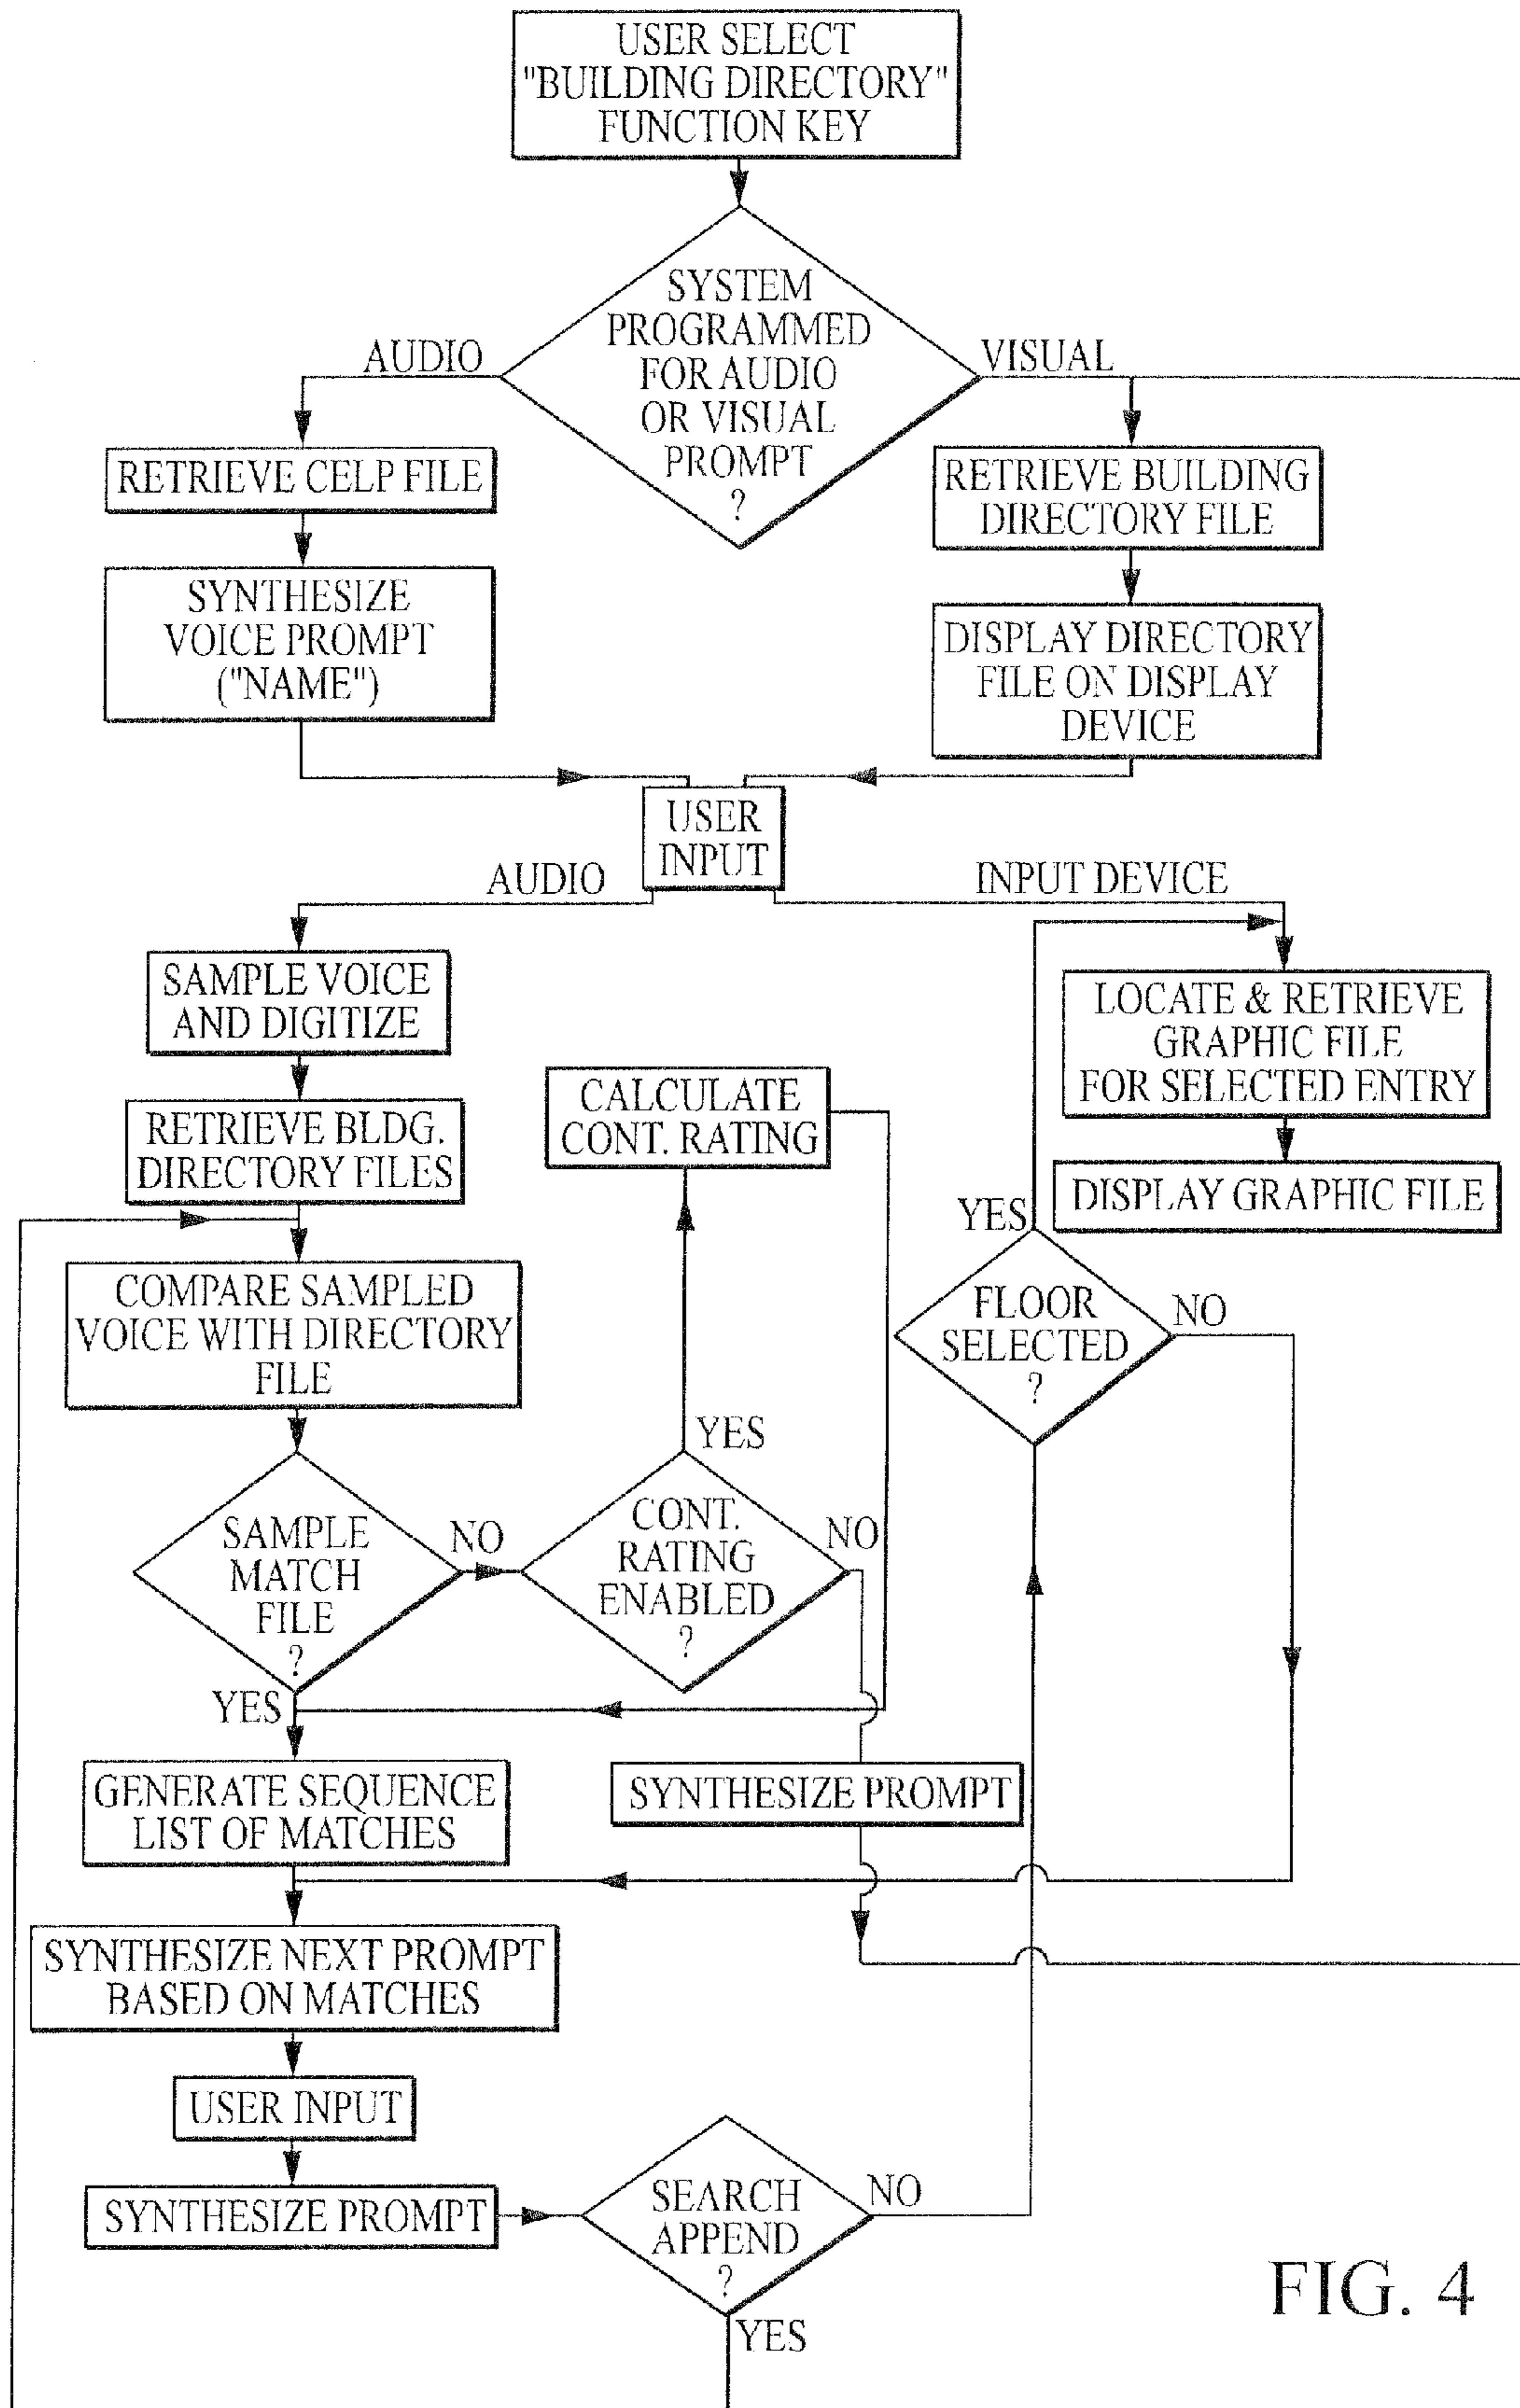 USER SELECT
"BUILDING DIRECTORY"
FUNCTION KEY
SYSTEM
PROGRAMMED
FOR AUDIO
OR VISUAL
PROMPT
?
AUDIO
VISUAL
RETRIEVE CELP FILE
SYNTHESIZE
VOICE PROMPT
("NAME")
RETRIEVE BUILDING
DIRECTORY FILE
DISPLAY DIRECTORY
FILE ON DISPLAY
DEVICE
USER
INPUT
AUDIO
INPUT DEVICE
SAMPLE VOICE
AND DIGITIZE
RETRIEVE BLDG.
DIRECTORY FILES
COMPARE SAMPLED
VOICE WITH DIRECTORY
FILE
SAMPLE
MATCH
FILE
?
NO
YES
CALCULATE
CONT. RATING
YES
CONT.
RATING
ENABLED
?
NO
LOCATE & RETRIEVE
GRAPHIC FILE
FOR SELECTED ENTRY
DISPLAY GRAPHIC FILE
YES
FLOOR
SELECTED
?
NO
GENERATE SEQUENCE
LIST OF MATCHES
SYNTHESIZE PROMPT
SYNTHESIZE NEXT PROMPT
BASED ON MATCHES
USER INPUT
SYNTHESIZE PROMPT
SEARCH
APPEND
?
NO
YES
FIG. 4